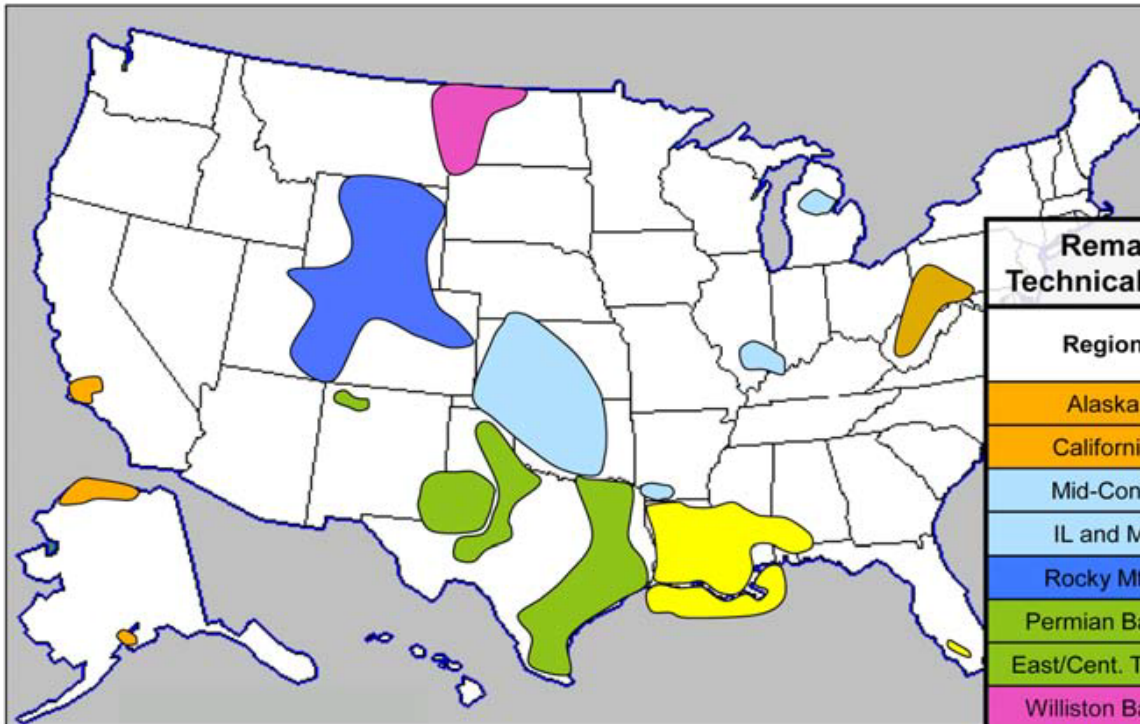 Rema
Technical
Region
Alaska
Californi
Mid-Con
IL and M
Rocky Mt
Permian Ba
East/Cent. T
Williston Ba